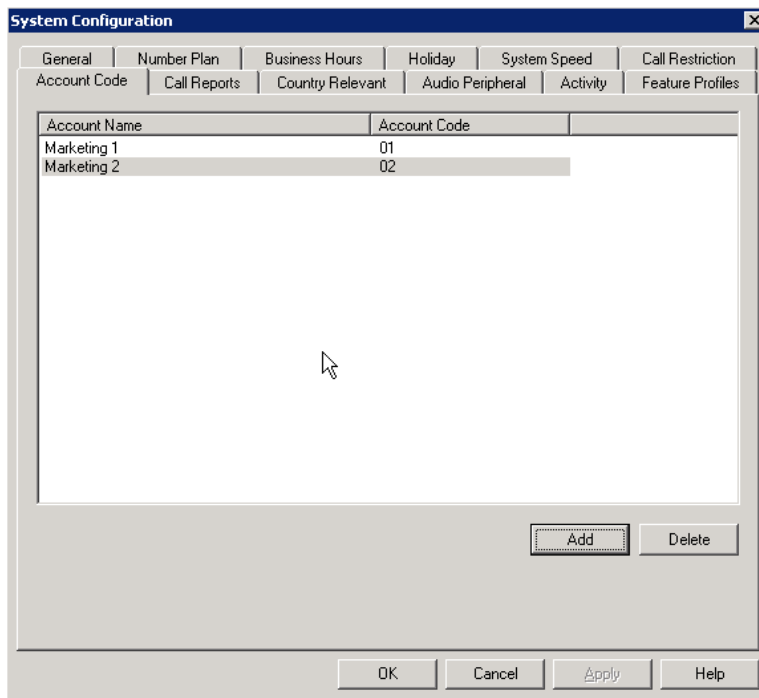 System Configuration
General Number Plan Business Hours Holiday System Speed Call Restriction
Account Code Call Reports Country Relevant Audio Peripheral Activity Feature Profiles
Account Name Account Code
Marketing 1 01
Marketing 2 02
Add Delete
OK Cancel Apply Help